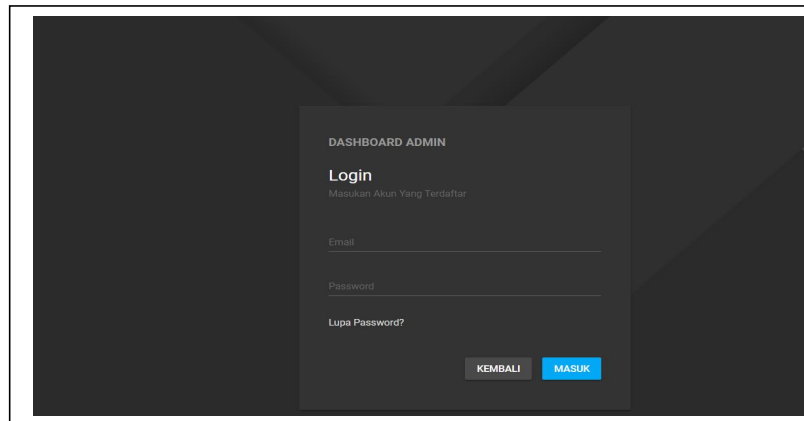 DASHBOARD ADMIN
Login
Masukan Akun Yang Terdaftar
Email
Password
Lupa Password?
KEMBALI MASUK